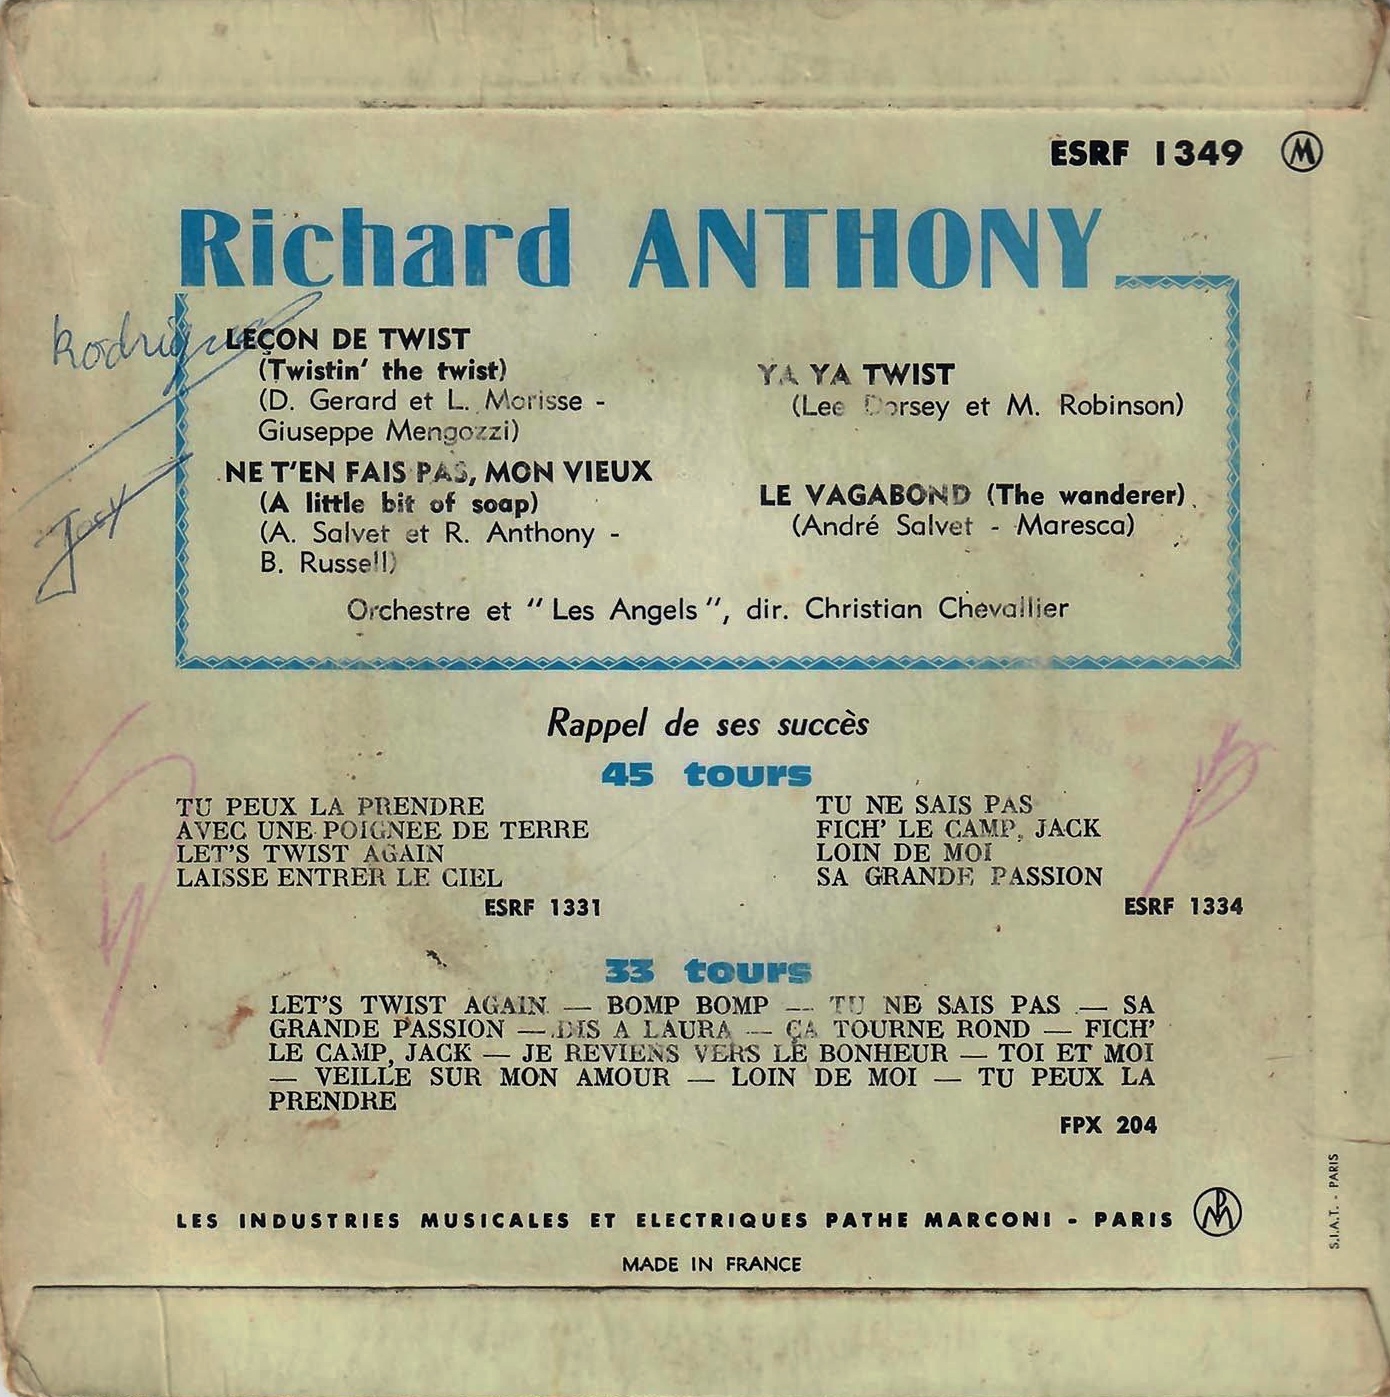 ESRF 1349 M
Richard ANTHONY
LEÇON DE TWIST
(Twistin' the twist)
(D. Gerard et L. Morisse -
Giuseppe Mengozzi)
NE T'EN FAIS PAS, MON VIEUX
(A little bit of soap)
(A. Salvet et R. Anthony -
B. Russell)
YA YA TWIST
(Lee Dorsey et M. Robinson)
LE VAGABOND (The wanderer)
(André Salvet - Maresca)
Orchestre et " Les Angels ", dir. Christian Chevallier
Rappel de ses succès
45 tours
TU PEUX LA PRENDRE
AVEC UNE POIGNEE DE TERRE
LET'S TWIST AGAIN
LAISSE ENTRER LE CIEL
ESRF 1331
TU NE SAIS PAS
FICH' LE CAMP, JACK
LOIN DE MOI
SA GRANDE PASSION
ESRF 1334
33 tours
LET'S TWIST AGAIN — BOMP BOMP — TU NE SAIS PAS — SA
GRANDE PASSION — DIS A LAURA — ÇA TOURNE ROND — FICH'
LE CAMP, JACK — JE REVIENS VERS LE BONHEUR — TOI ET MOI
— VEILLE SUR MON AMOUR — LOIN DE MOI — TU PEUX LA
PRENDRE
FPX 204
LES INDUSTRIES MUSICALES ET ELECTRIQUES PATHE MARCONI - PARIS
MADE IN FRANCE
S.I.A.T. - PARIS